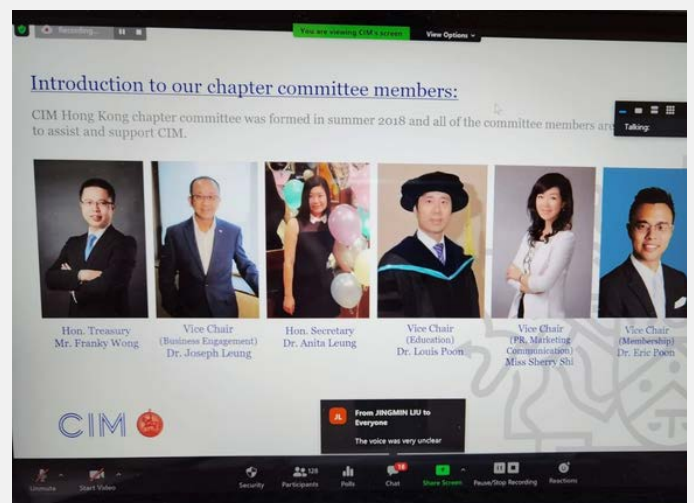 Recording...
You are viewing CIM's screen
View Options
Introduction to our chapter committee members:
CIM Hong Kong chapter committee was formed in summer 2018 and all of the committee members are
to assist and support CIM.
Talking:
Hon. Treasury
Mr. Franky Wong
Vice Chair
(Business Engagement)
Dr. Joseph Leung
Hon. Secretary
Dr. Anita Leung
Vice Chair
(Education)
Dr. Louis Poon
Vice Chair
(PR, Marketing
Communication)
Miss Sherry Shi
Vice Chair
(Membership)
Dr. Eric Poon
CIM
JL
From JINGMIN LIU to
Everyone
The voice was very unclear
Unmute
Start Video
Security
Participants
128
Polls
Chat
18
Share Screen
Pause/Stop Recording
Reactions